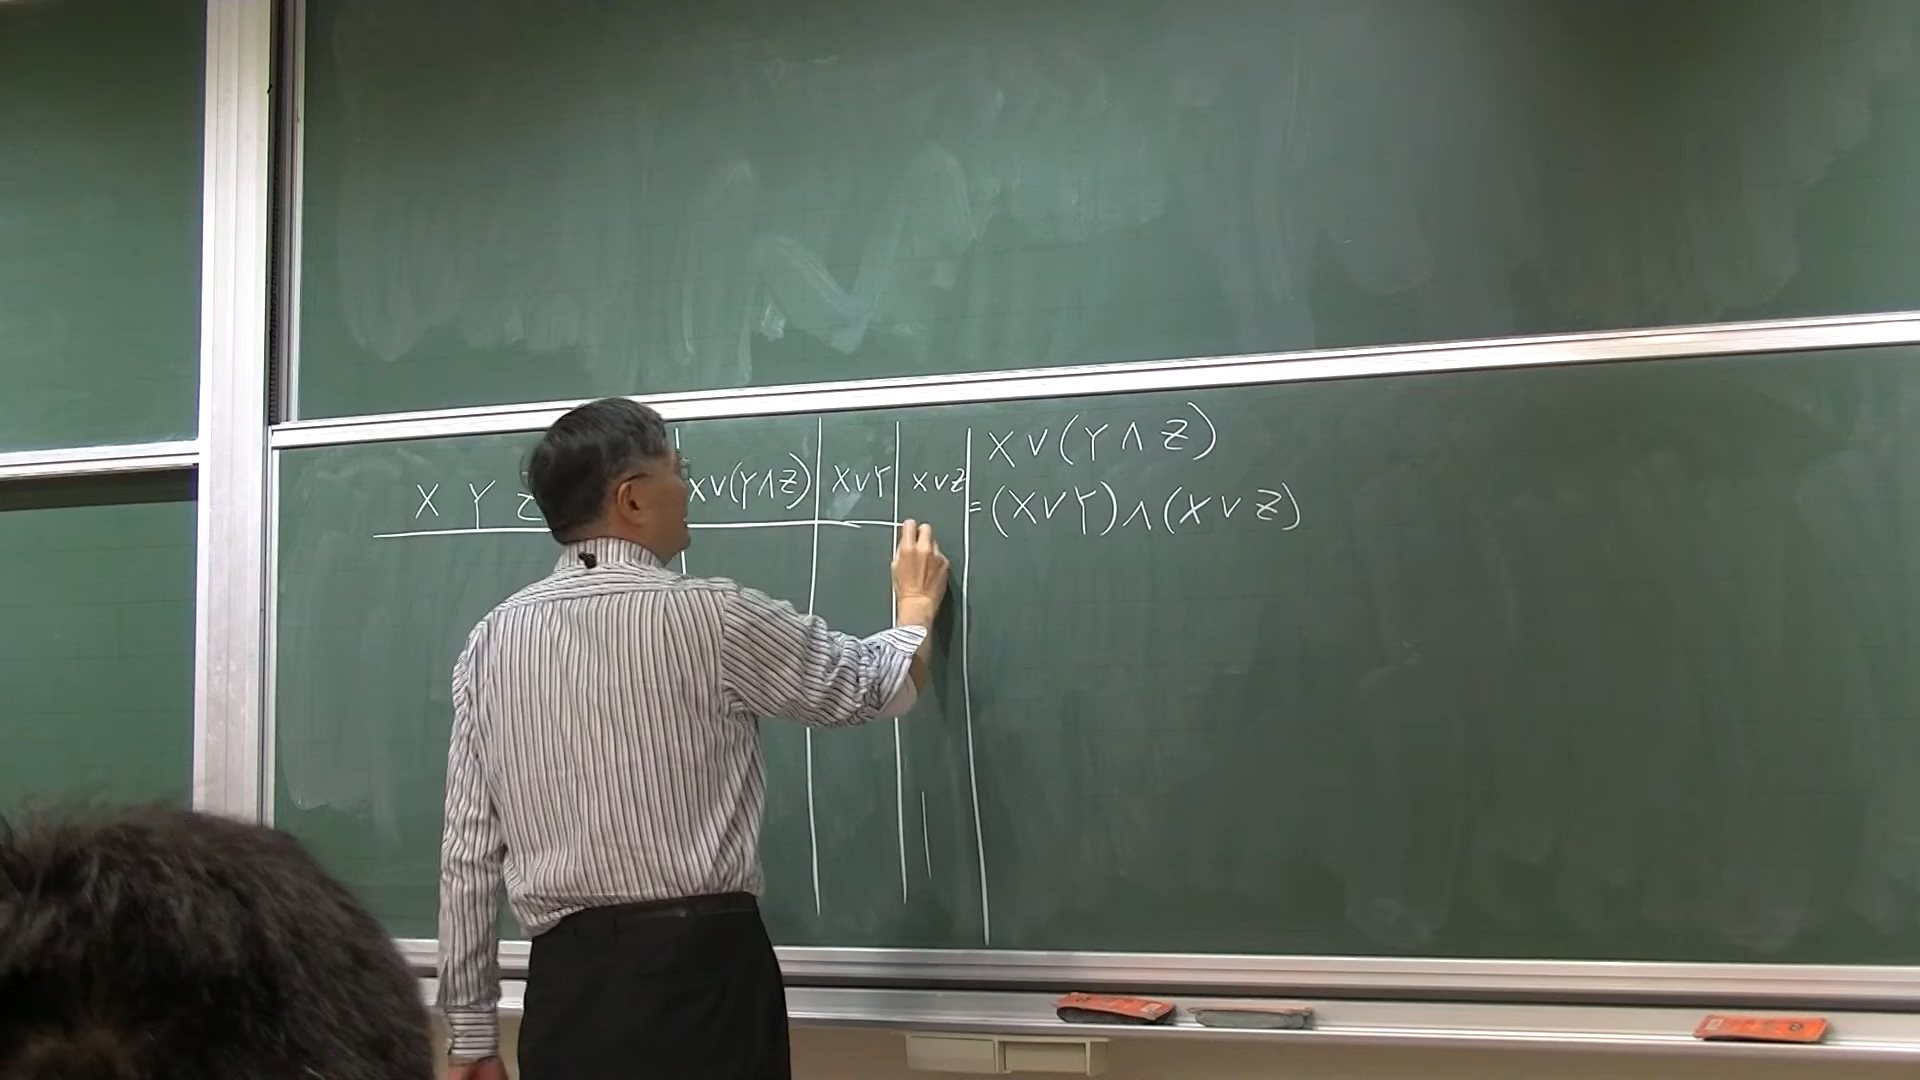 X Y Z X∨(Y∧Z) X∨Y X∨Z
X∨(Y∧Z)
=(X∨Y)∧(X∨Z)